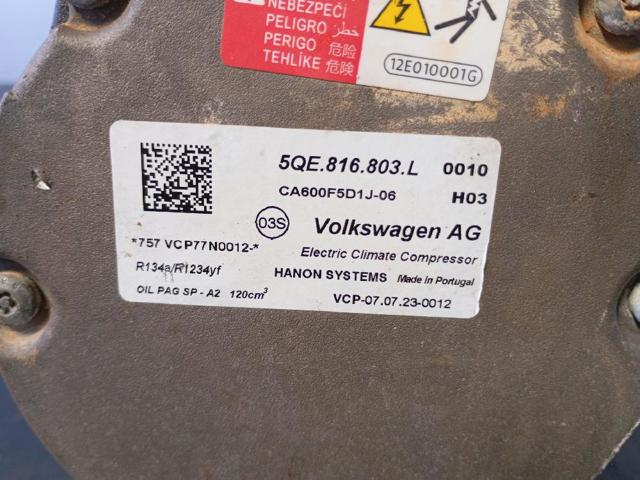 NEBEZPEČÍ
PELIGRO خطر
PERIGO 危险
TEHLİKE 危険
12E010001G
5QE.816.803.L 0010
CA600F5D1J-06 H03
03S Volkswagen AG
*757 VCP77N0012-*
Electric Climate Compressor
R134a/R1234yf
HANON SYSTEMS Made in Portugal
OIL PAG SP - A2 120cm³
VCP-07.07.23-0012